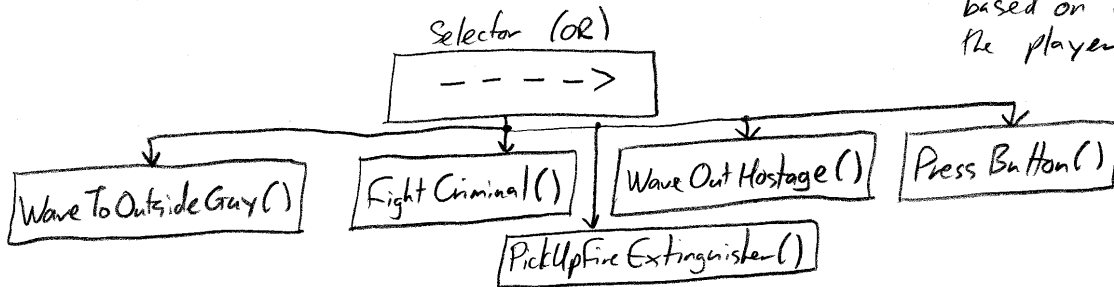 based on
the player
Selector (OR)
- - - - >
WaveToOutsideGuy()
FightCriminal()
WaveOutHostage()
PressButton()
PickUpFireExtinguisher()